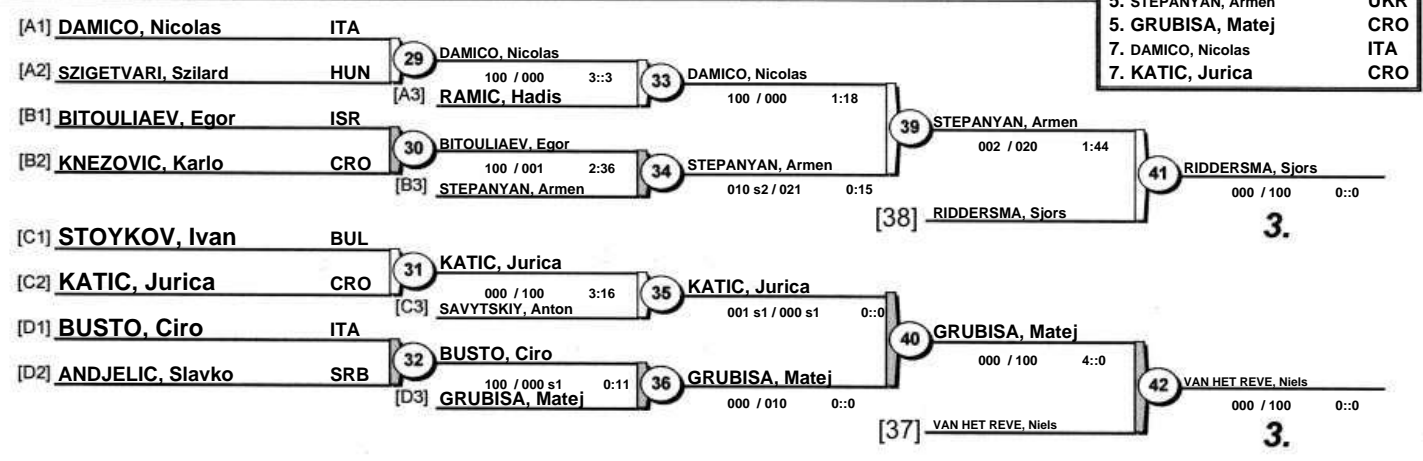 5. STEPANYAN, Armen UKR
5. GRUBISA, Matej CRO
7. DAMICO, Nicolas ITA
7. KATIC, Jurica CRO
[A1] DAMICO, Nicolas ITA
[A2] SZIGETVARI, Szilard HUN
29 DAMICO, Nicolas
100 / 000 3::3
[A3] RAMIC, Hadis
33 DAMICO, Nicolas
100 / 000 1:18
[B1] BITOULIAEV, Egor ISR
[B2] KNEZOVIC, Karlo CRO
30 BITOULIAEV, Egor
100 / 001 2:36
[B3] STEPANYAN, Armen
34 STEPANYAN, Armen
010 s2 / 021 0:15
39 STEPANYAN, Armen
002 / 020 1:44
[38] RIDDERSMA, Sjors
41 RIDDERSMA, Sjors
000 / 100 0::0
3.
[C1] STOYKOV, Ivan BUL
[C2] KATIC, Jurica CRO
31 KATIC, Jurica
000 / 100 3:16
[C3] SAVYTSKIY, Anton
35 KATIC, Jurica
001 s1 / 000 s1 0::0
[D1] BUSTO, Ciro ITA
[D2] ANDJELIC, Slavko SRB
32 BUSTO, Ciro
100 / 000 s1 0:11
[D3] GRUBISA, Matej
36 GRUBISA, Matej
000 / 010 0::0
40 GRUBISA, Matej
000 / 100 4::0
[37] VAN HET REVE, Niels
42 VAN HET REVE, Niels
000 / 100 0::0
3.